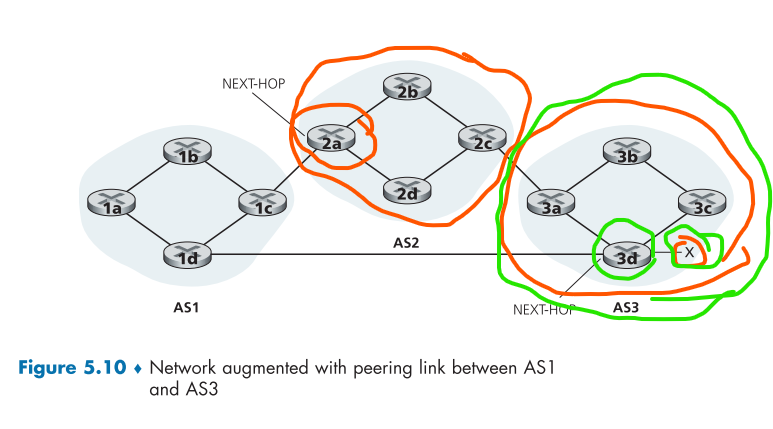 NEXT-HOP
2b
2a
2c
2d
1b
1a
1c
1d
3b
3a
3c
3d
X
AS2
NEXT-HOP
AS1
AS3
Figure 5.10 ♦ Network augmented with peering link between AS1
and AS3